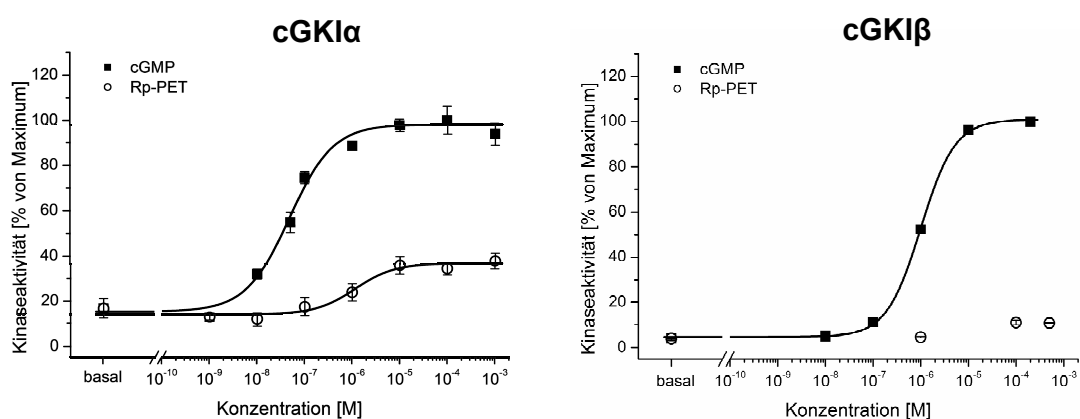 cGKIα
cGMP
Rp-PET
Kinaseaktivität [% von Maximum]
120
100
80
60
40
20
0
basal
10-10
10-9
10-8
10-7
10-6
10-5
10-4
10-3
Konzentration [M]
cGKIβ
cGMP
Rp-PET
Kinaseaktivität [% von Maximum]
120
100
80
60
40
20
0
basal
10-10
10-9
10-8
10-7
10-6
10-5
10-4
10-3
Konzentration [M]